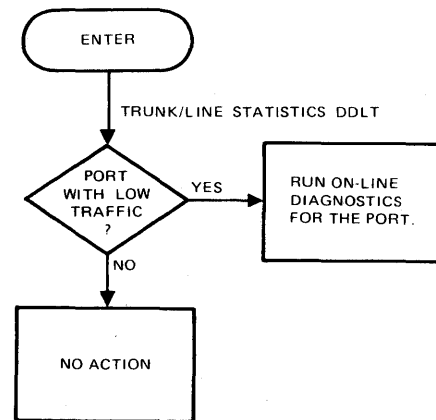 ENTER
TRUNK/LINE STATISTICS DDLT
PORT
WITH LOW
TRAFFIC
?
YES
RUN ON-LINE
DIAGNOSTICS
FOR THE PORT.
NO
NO ACTION